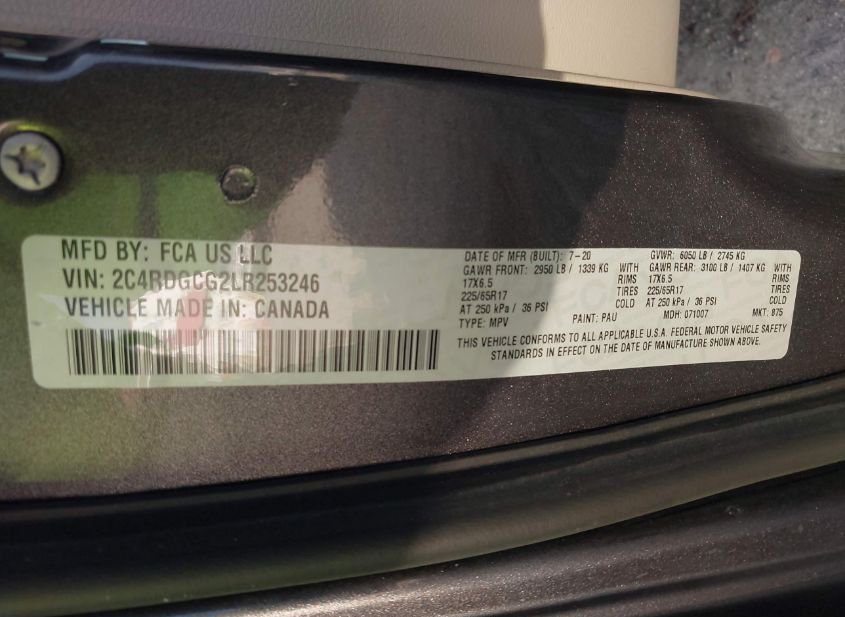 MFD BY: FCA US LLC
VIN: 2C4RDGCG2LR253246
VEHICLE MADE IN: CANADA
DATE OF MFR (BUILT): 7-20 GVWR: 6050 LB / 2745 KG
GAWR FRONT: 2950 LB / 1339 KG WITH GAWR REAR: 3100 LB / 1407 KG WITH
17X6.5 RIMS 17X6.5 RIMS
225/65R17 TIRES 225/65R17 TIRES
AT 250 kPa / 36 PSI COLD AT 250 kPa / 36 PSI COLD
TYPE: MPV PAINT: PAU MDH: 071007 MKT: 875
THIS VEHICLE CONFORMS TO ALL APPLICABLE U.S.A. FEDERAL MOTOR VEHICLE SAFETY
STANDARDS IN EFFECT ON THE DATE OF MANUFACTURE SHOWN ABOVE.